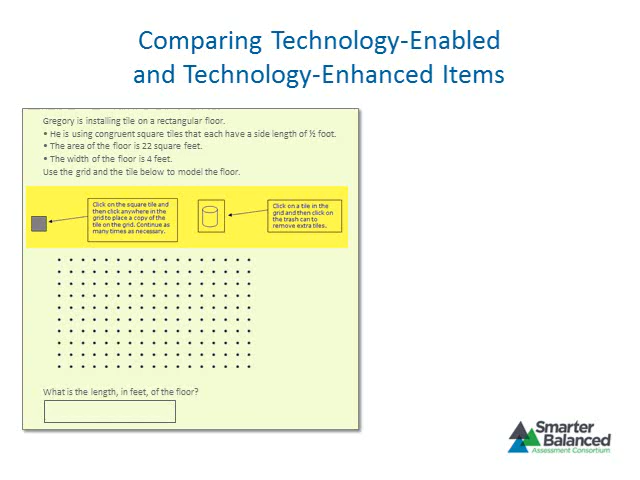 Comparing Technology-Enabled
and Technology-Enhanced Items
Gregory is installing tile on a rectangular floor.
• He is using congruent square tiles that each have a side length of ½ foot.
• The area of the floor is 22 square feet.
• The width of the floor is 4 feet.
Use the grid and the tile below to model the floor.
Click on the square tile and
then click anywhere in the
grid to place a copy of the
tile on the grid. Continue as
many times as necessary.
Click on a tile in the
grid and then click on
the trash can to
remove extra tiles.
What is the length, in feet, of the floor?
Smarter
Balanced
Assessment Consortium